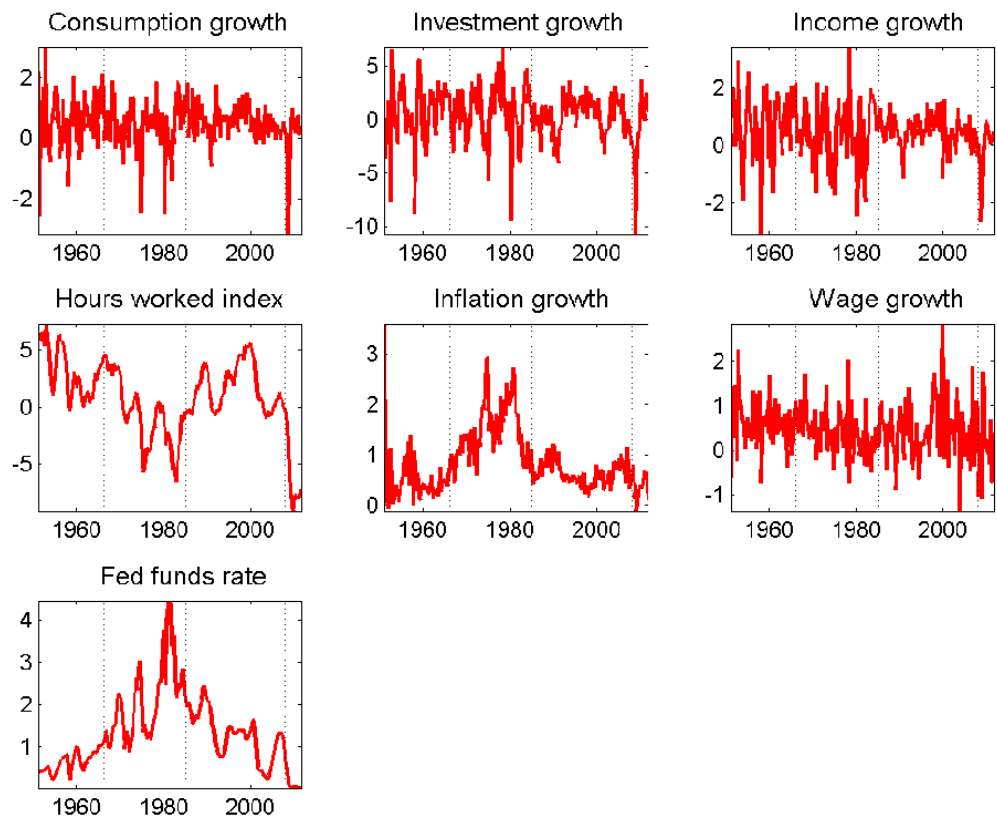 Consumption growth
2
0
-2
1960 1980 2000
Investment growth
5
0
-5
-10
1960 1980 2000
Income growth
2
0
-2
1960 1980 2000
Hours worked index
5
0
-5
1960 1980 2000
Inflation growth
3
2
1
0
1960 1980 2000
Wage growth
2
1
0
-1
1960 1980 2000
Fed funds rate
4
3
2
1
1960 1980 2000